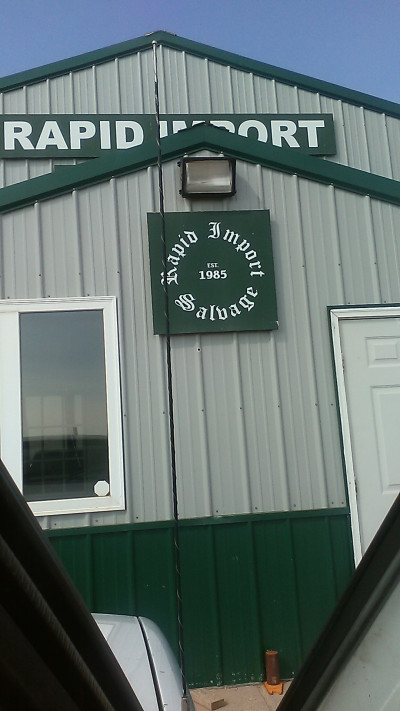 RAPID IMPORT
Rapid Import
EST.
1985
Salvage